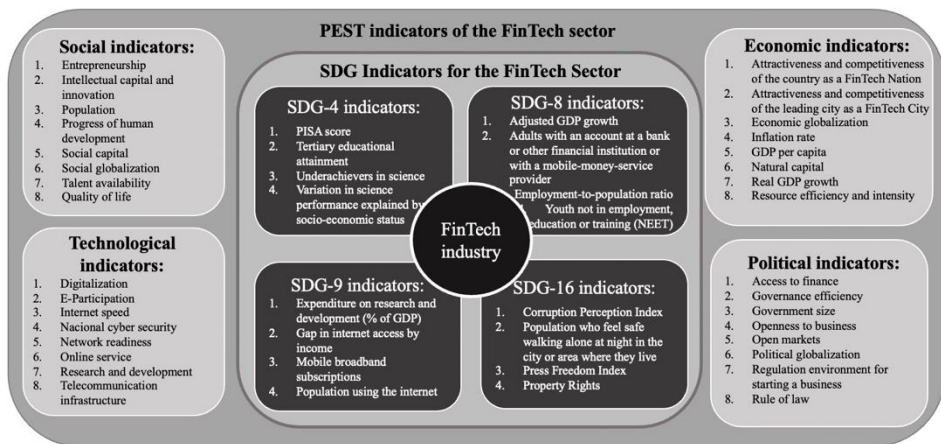 PEST indicators of the FinTech sector
Social indicators:
1. Entrepreneurship
2. Intellectual capital and
innovation
3. Population
4. Progress of human
development
5. Social capital
6. Social globalization
7. Talent availability
8. Quality of life
Technological
indicators:
1. Digitalization
2. E-Participation
3. Internet speed
4. Nacional cyber security
5. Network readiness
6. Online service
7. Research and development
8. Telecommunication
infrastructure
SDG Indicators for the FinTech Sector
SDG-4 indicators:
1. PISA score
2. Tertiary educational
attainment
3. Underachievers in science
4. Variation in science
performance explained by
socio-economic status
SDG-8 indicators:
1. Adjusted GDP growth
2. Adults with an account at a bank
or other financial institution or
with a mobile-money-service
provider
Employment-to-population ratio
Youth not in employment,
education or training (NEET)
FinTech
industry
SDG-9 indicators:
1. Expenditure on research and
development (% of GDP)
2. Gap in internet access by
income
3. Mobile broadband
subscriptions
4. Population using the internet
SDG-16 indicators:
1. Corruption Perception Index
2. Population who feel safe
walking alone at night in the
city or area where they live
3. Press Freedom Index
4. Property Rights
Economic indicators:
1. Attractiveness and competitiveness
of the country as a FinTech Nation
2. Attractiveness and competitiveness
of the leading city as a FinTech City
3. Economic globalization
4. Inflation rate
5. GDP per capita
6. Natural capital
7. Real GDP growth
8. Resource efficiency and intensity
Political indicators:
1. Access to finance
2. Governance efficiency
3. Government size
4. Openness to business
5. Open markets
6. Political globalization
7. Regulation environment for
starting a business
8. Rule of law